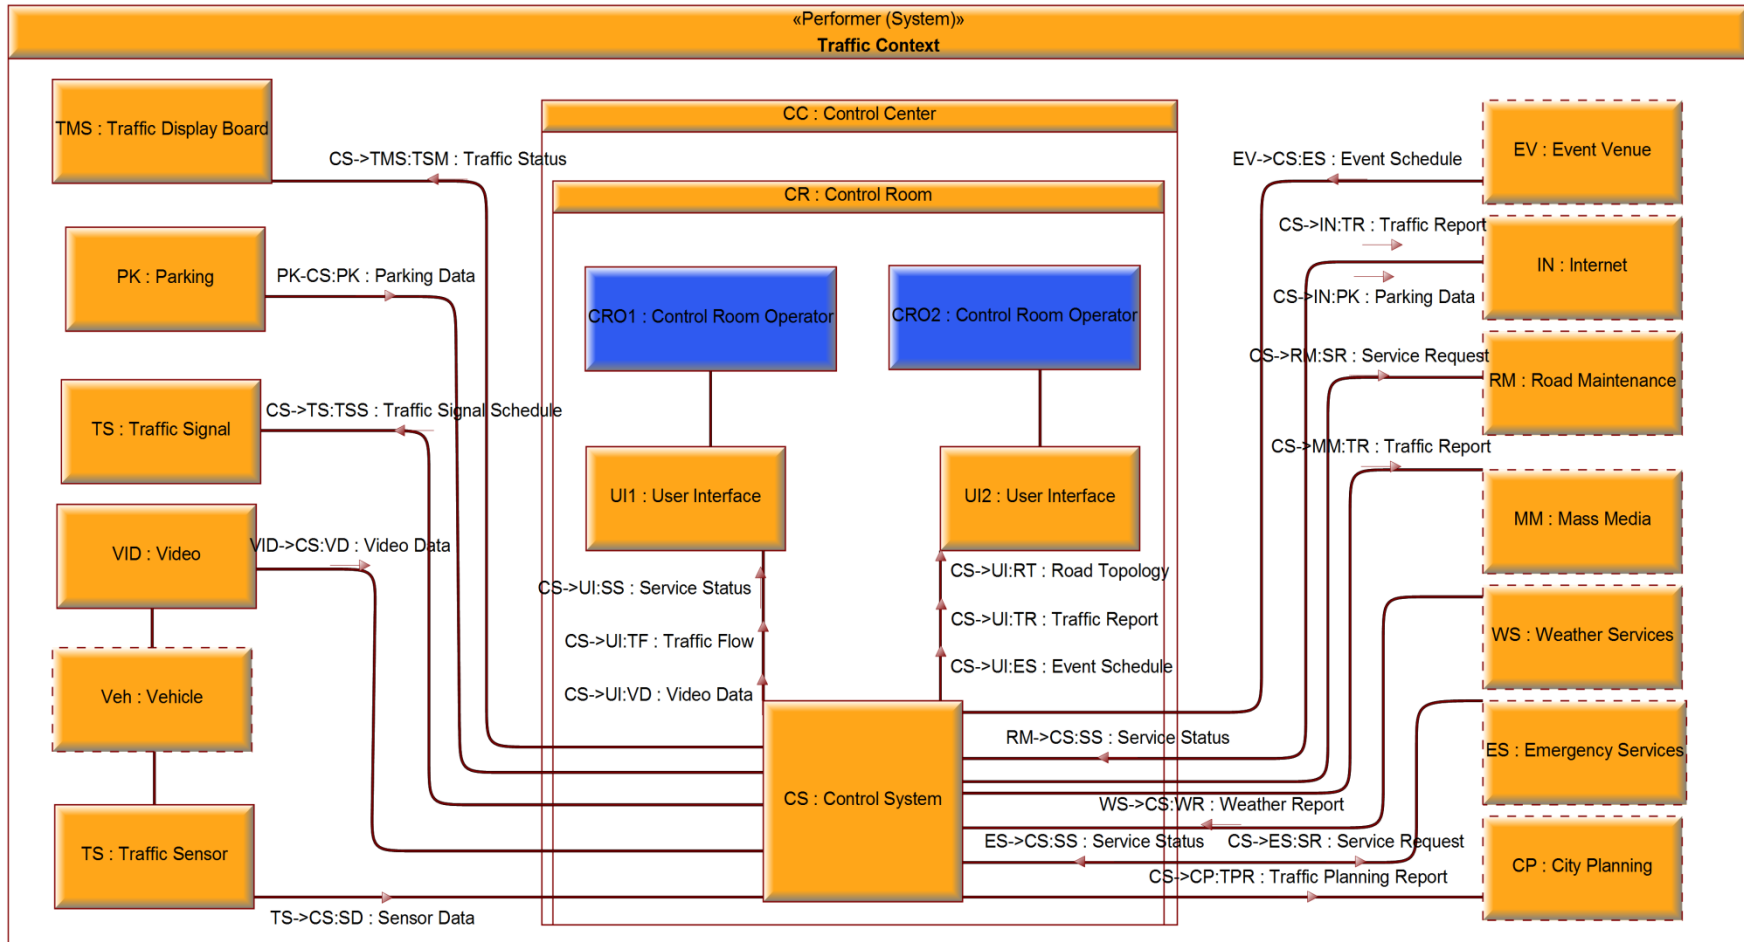 «Performer (System)»
Traffic Context
TMS : Traffic Display Board
CS->TMS:TSM : Traffic Status
PK : Parking
PK-CS:PK : Parking Data
TS : Traffic Signal
CS->TS:TSS : Traffic Signal Schedule
VID : Video
VID->CS:VD : Video Data
Veh : Vehicle
TS : Traffic Sensor
TS->CS:SD : Sensor Data
CC : Control Center
CR : Control Room
CRO1 : Control Room Operator
CRO2 : Control Room Operator
UI1 : User Interface
UI2 : User Interface
CS->UI:SS : Service Status
CS->UI:TF : Traffic Flow
CS->UI:VD : Video Data
CS->UI:RT : Road Topology
CS->UI:TR : Traffic Report
CS->UI:ES : Event Schedule
CS : Control System
EV->CS:ES : Event Schedule
CS->IN:TR : Traffic Report
CS->IN:PK : Parking Data
CS->RM:SR : Service Request
CS->MM:TR : Traffic Report
RM->CS:SS : Service Status
WS->CS:WR : Weather Report
ES->CS:SS : Service Status
CS->ES:SR : Service Request
CS->CP:TPR : Traffic Planning Report
EV : Event Venue
IN : Internet
RM : Road Maintenance
MM : Mass Media
WS : Weather Services
ES : Emergency Services
CP : City Planning